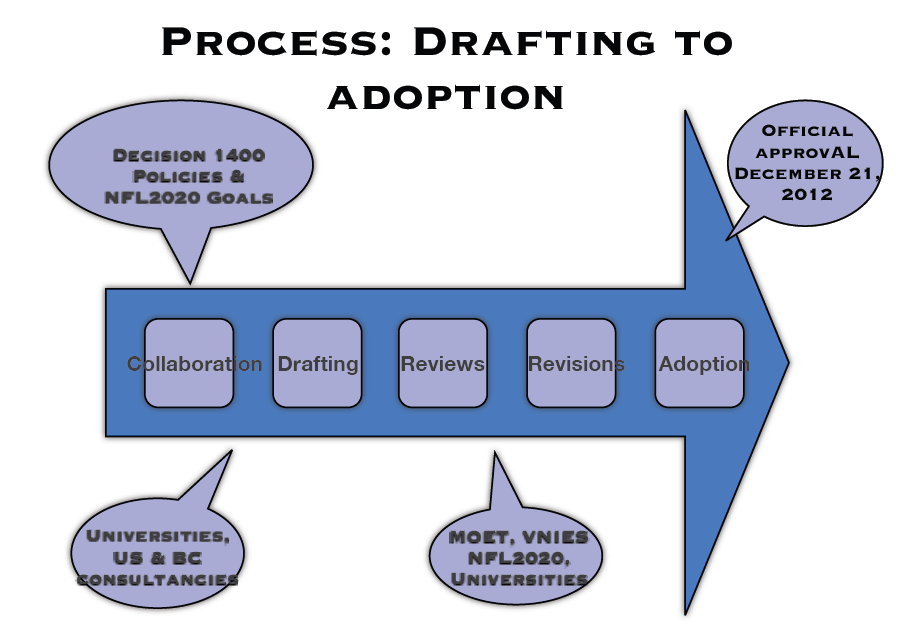 Process: Drafting to
adoption
Decision 1400
Policies &
NFL2020 Goals
Official
approvAL
December 21,
2012
Collaboration
Drafting
Reviews
Revisions
Adoption
Universities,
US & BC
consultancies
MOET, VNIES
NFL2020,
Universities